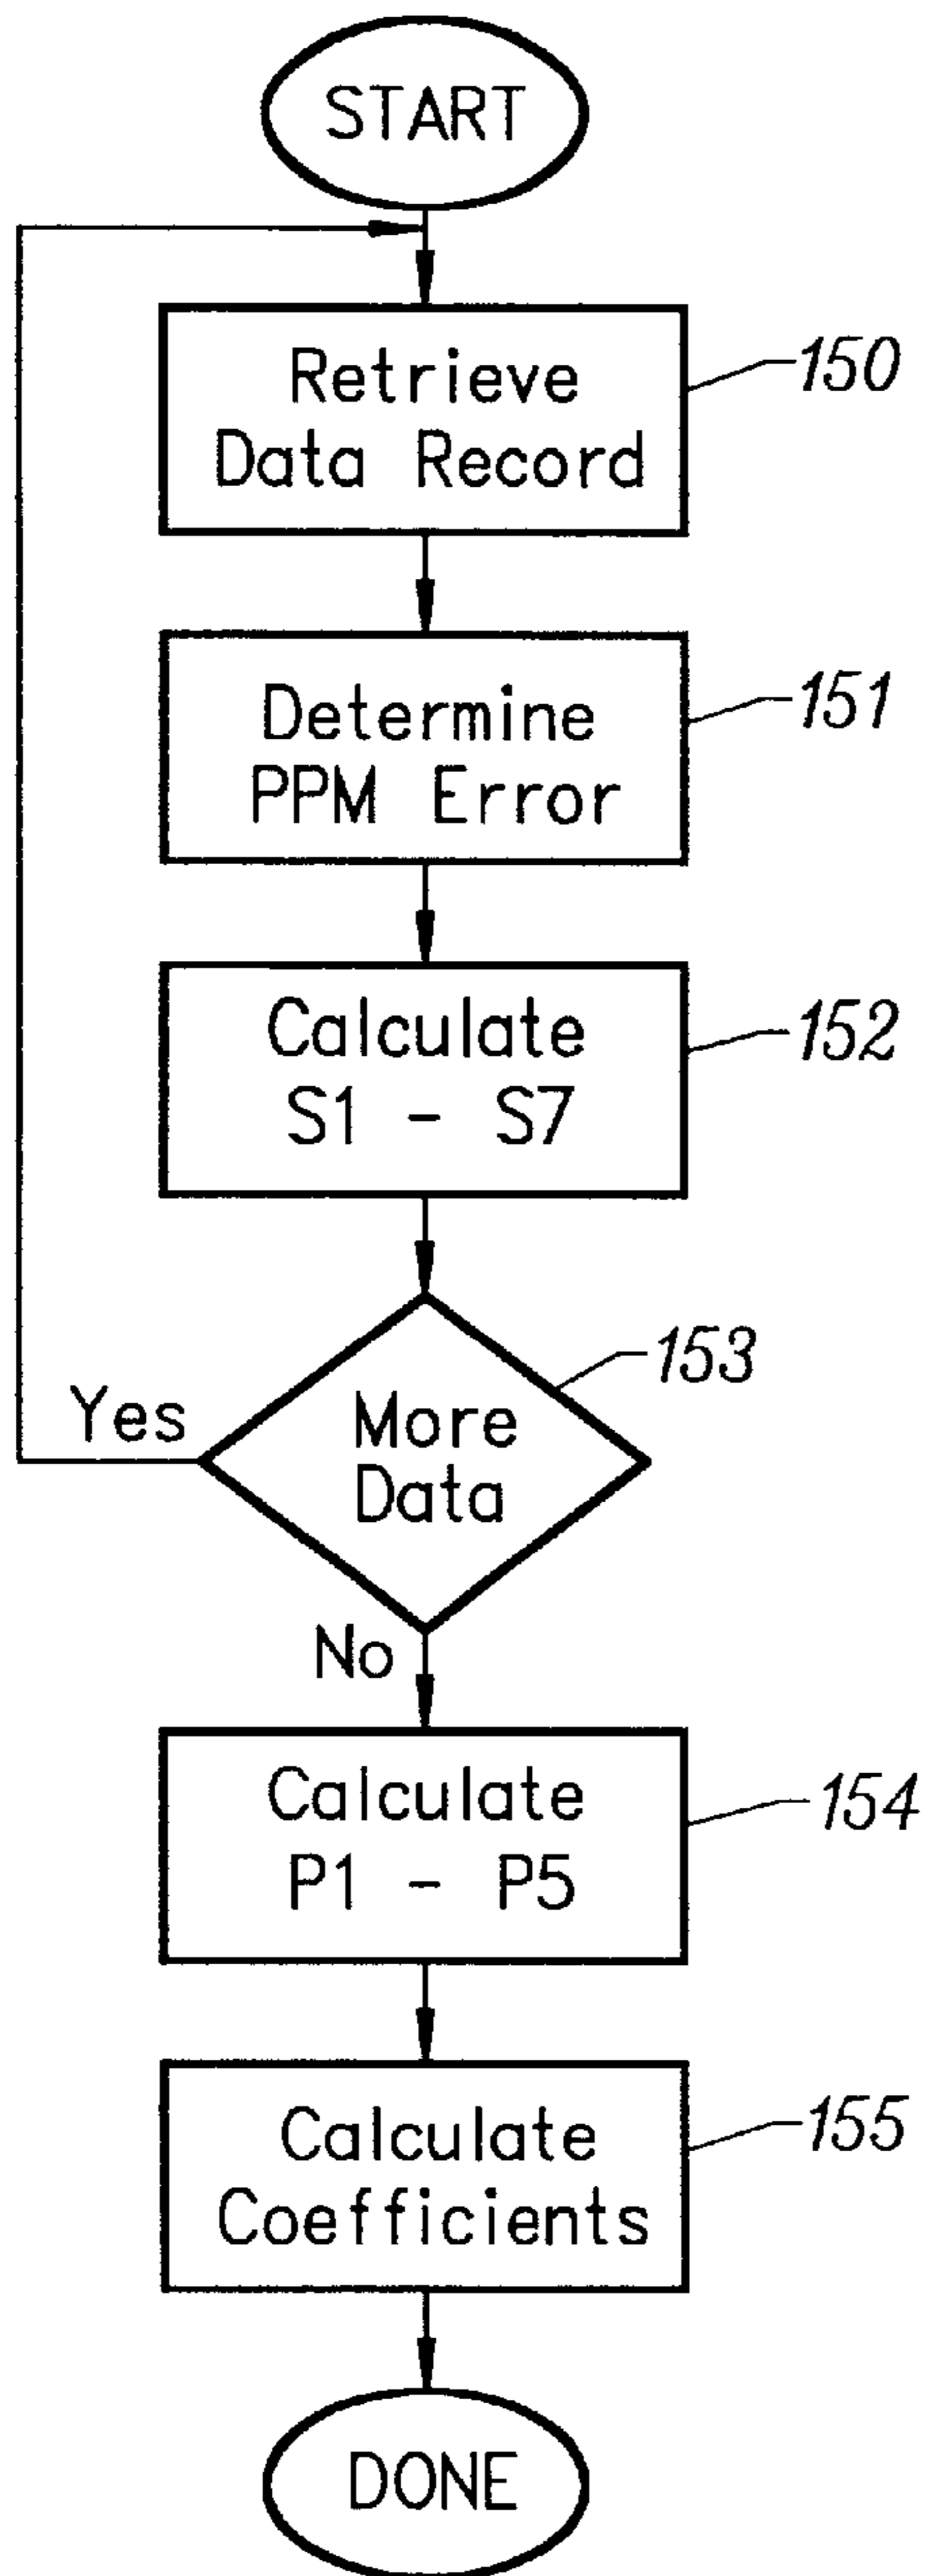 START
Retrieve
Data Record
150
Determine
PPM Error
151
Calculate
S1 - S7
152
153
More
Data
Yes
No
Calculate
P1 - P5
154
Calculate
Coefficients
155
DONE